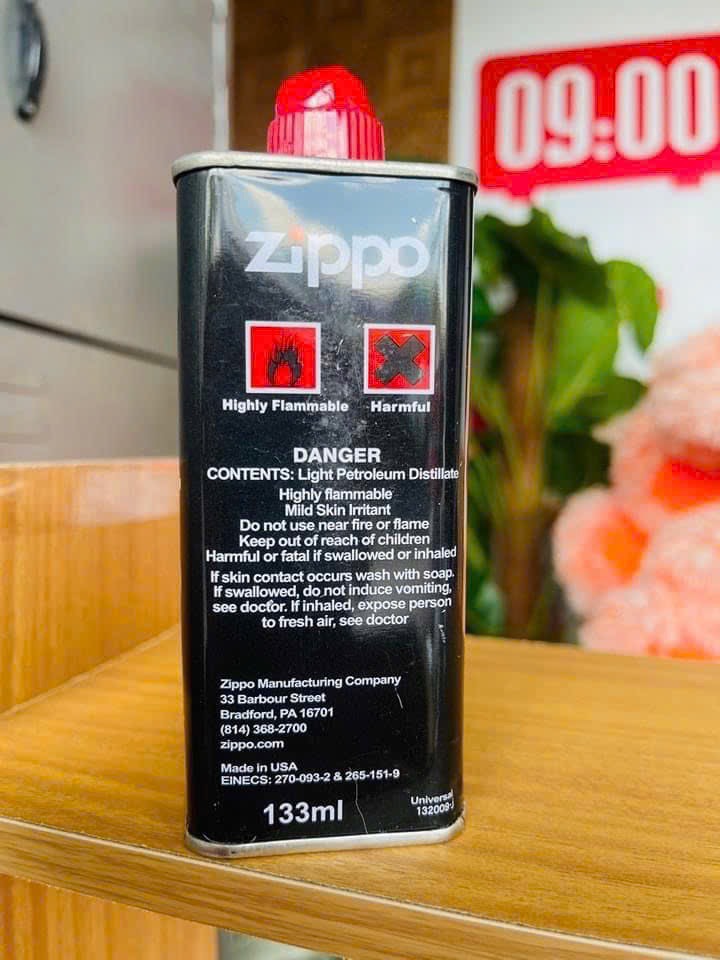 09:00
Zippo
Highly Flammable Harmful
DANGER
CONTENTS: Light Petroleum Distillate
Highly flammable
Mild Skin Irritant
Do not use near fire or flame
Keep out of reach of children
Harmful or fatal if swallowed or inhaled
If skin contact occurs wash with soap.
If swallowed, do not induce vomiting,
see doctor. If inhaled, expose person
to fresh air, see doctor
Zippo Manufacturing Company
33 Barbour Street
Bradford, PA 16701
(814) 368-2700
zippo.com
Made in USA
EINECS: 270-093-2 & 265-151-9
133ml
Universal